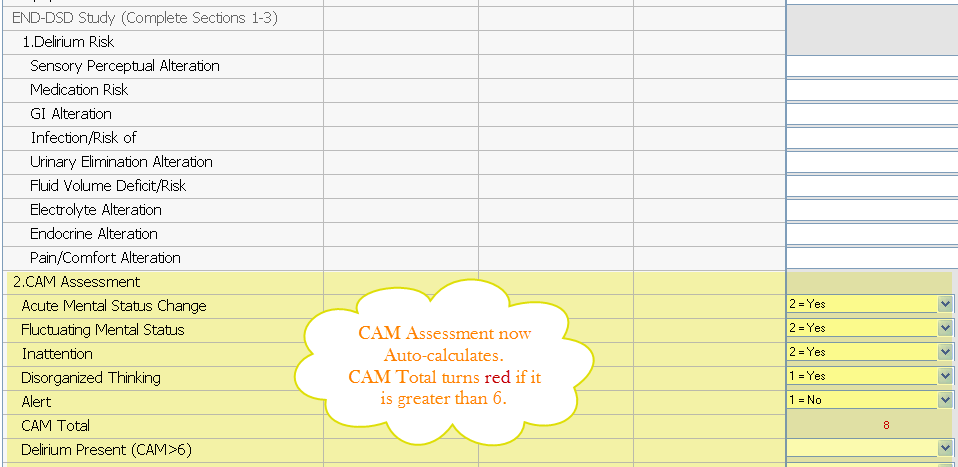 END-DSD Study (Complete Sections 1-3)
1.Delirium Risk
Sensory Perceptual Alteration
Medication Risk
GI Alteration
Infection/Risk of
Urinary Elimination Alteration
Fluid Volume Deficit/Risk
Electrolyte Alteration
Endocrine Alteration
Pain/Comfort Alteration
2.CAM Assessment
Acute Mental Status Change 2 = Yes
Fluctuating Mental Status 2 = Yes
Inattention 2 = Yes
Disorganized Thinking 1 = Yes
Alert 1 = No
CAM Total 8
Delirium Present (CAM>6)
CAM Assessment now
Auto-calculates.
CAM Total turns red if it
is greater than 6.